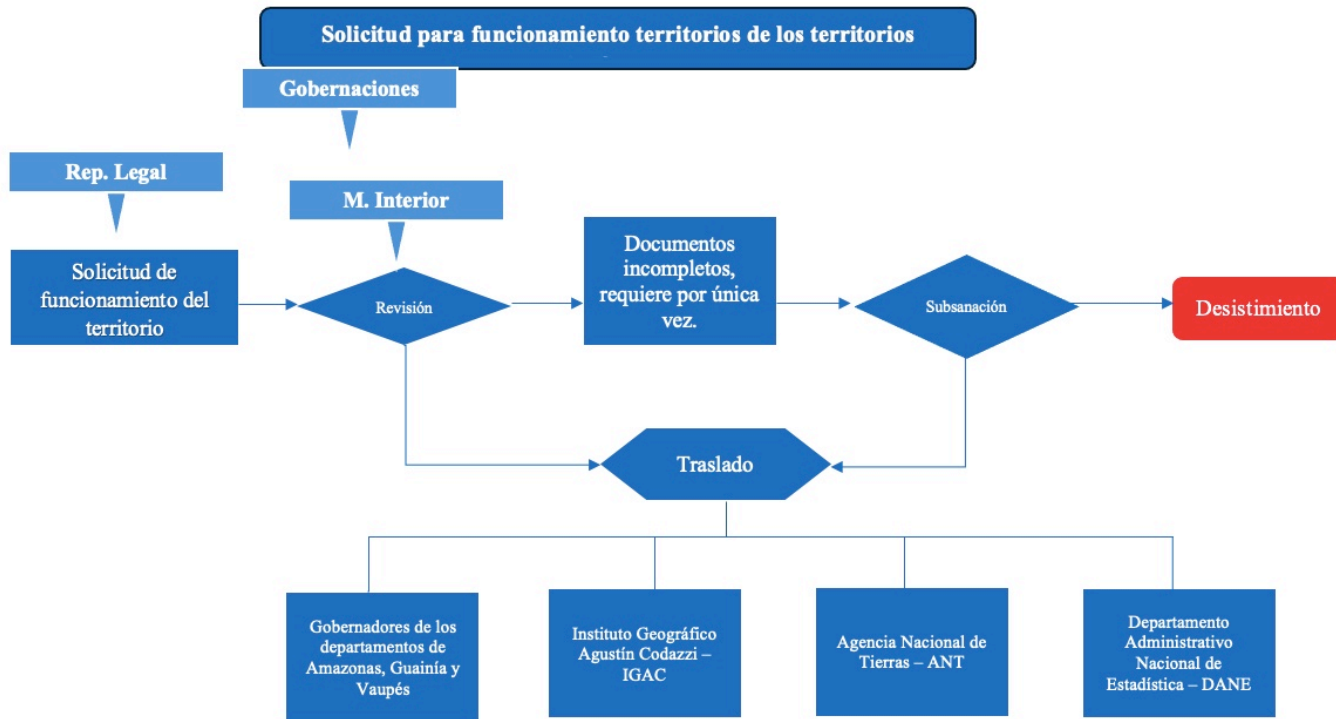 Solicitud para funcionamiento territorios de los territorios
Gobernaciones
Rep. Legal
M. Interior
Solicitud de
funcionamiento del
territorio
Revisión
Documentos
incompletos,
requiere por única
vez.
Subsanación
Desistimiento
Traslado
Gobernadores de los
departamentos de
Amazonas, Guainía y
Vaupés
Instituto Geográfico
Agustín Codazzi –
IGAC
Agencia Nacional de
Tierras – ANT
Departamento
Administrativo
Nacional de
Estadística – DANE